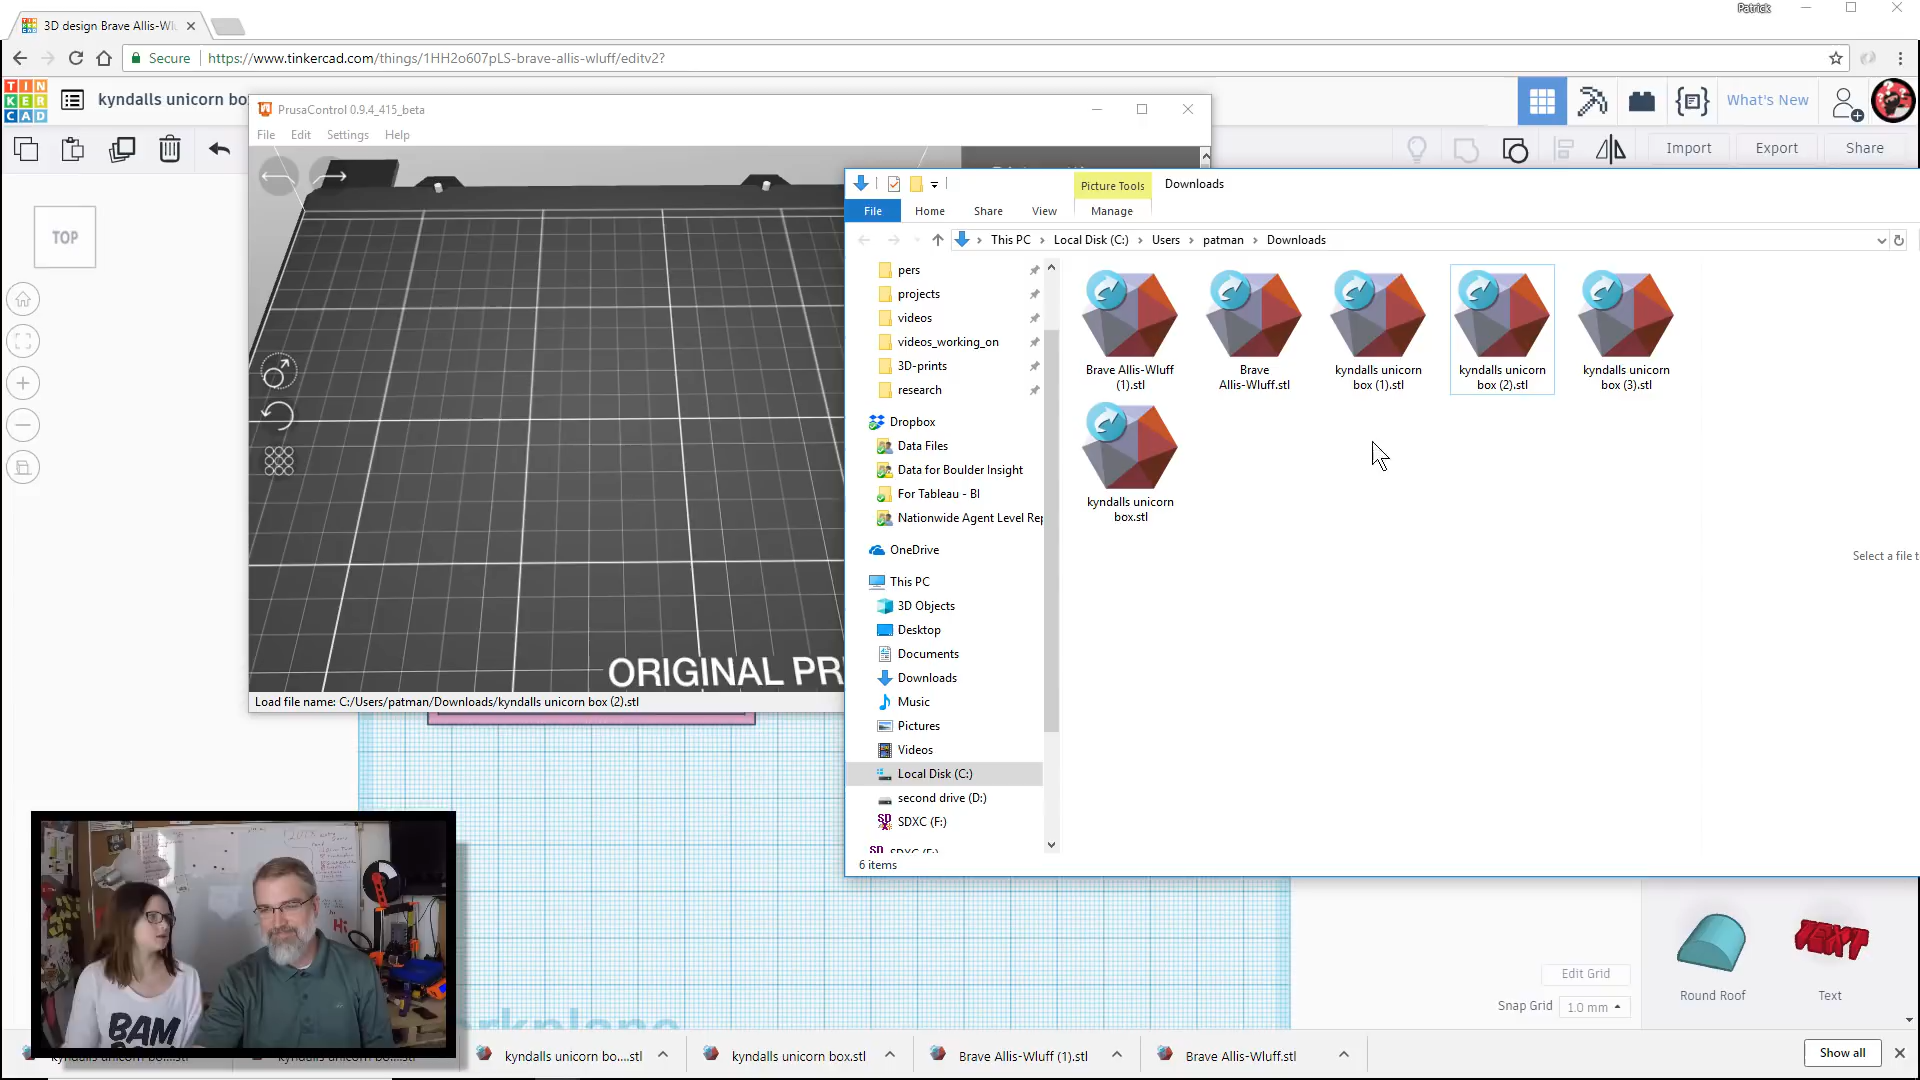 Patrick
3D design Brave Allis-Wl
Secure https://www.tinkercad.com/things/1HH2o607pLS-brave-allis-wluff/editv2?
TIN
KER
CAD
kyndalls unicorn bo
What's New
PrusaControl 0.9.4_415_beta
File Edit Settings Help
Import Export Share
Picture Tools Downloads
File Home Share View Manage
This PC > Local Disk (C:) > Users > patman > Downloads
TOP
pers
projects
videos
videos_working_on
3D-prints
research
Dropbox
Data Files
Data for Boulder Insight
For Tableau - BI
Nationwide Agent Level Rep
OneDrive
This PC
3D Objects
Desktop
Documents
Downloads
Music
Pictures
Videos
Local Disk (C:)
second drive (D:)
SDXC (F:)
6 items
Brave Allis-Wluff
(1).stl
Brave
Allis-Wluff.stl
kyndalls unicorn
box (1).stl
kyndalls unicorn
box (2).stl
kyndalls unicorn
box (3).stl
kyndalls unicorn
box.stl
Select a file t
ORIGINAL PR
Load file name: C:/Users/patman/Downloads/kyndalls unicorn box (2).stl
Hi
BAM
Edit Grid
Snap Grid 1.0 mm
Round Roof
TEXT
Text
kyndalls unicorn bo....stl
kyndalls unicorn box.stl
Brave Allis-Wluff (1).stl
Brave Allis-Wluff.stl
Show all